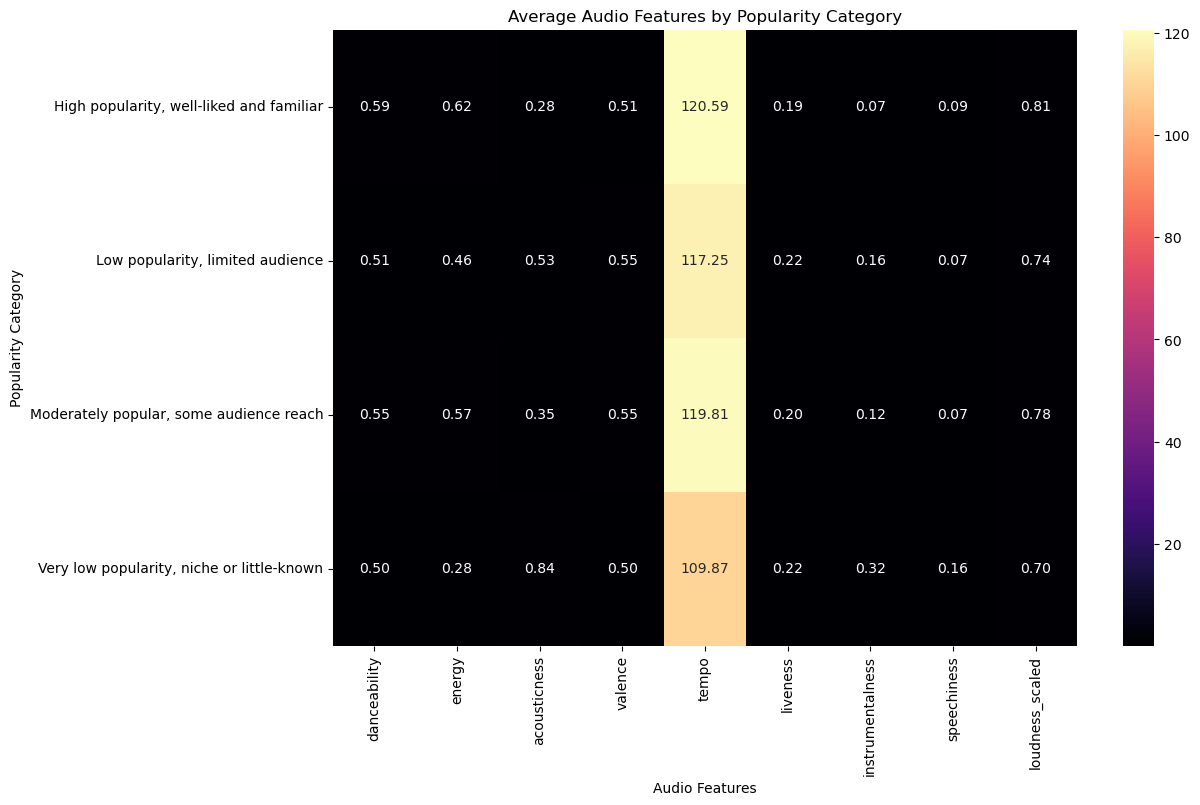 Average Audio Features by Popularity Category
Popularity Category
High popularity, well-liked and familiar
0.59 0.62 0.28 0.51 120.59 0.19 0.07 0.09 0.81
Low popularity, limited audience
0.51 0.46 0.53 0.55 117.25 0.22 0.16 0.07 0.74
Moderately popular, some audience reach
0.55 0.57 0.35 0.55 119.81 0.20 0.12 0.07 0.78
Very low popularity, niche or little-known
0.50 0.28 0.84 0.50 109.87 0.22 0.32 0.16 0.70
danceability
energy
acousticness
valence
tempo
liveness
instrumentalness
speechiness
loudness_scaled
Audio Features
120
100
80
60
40
20